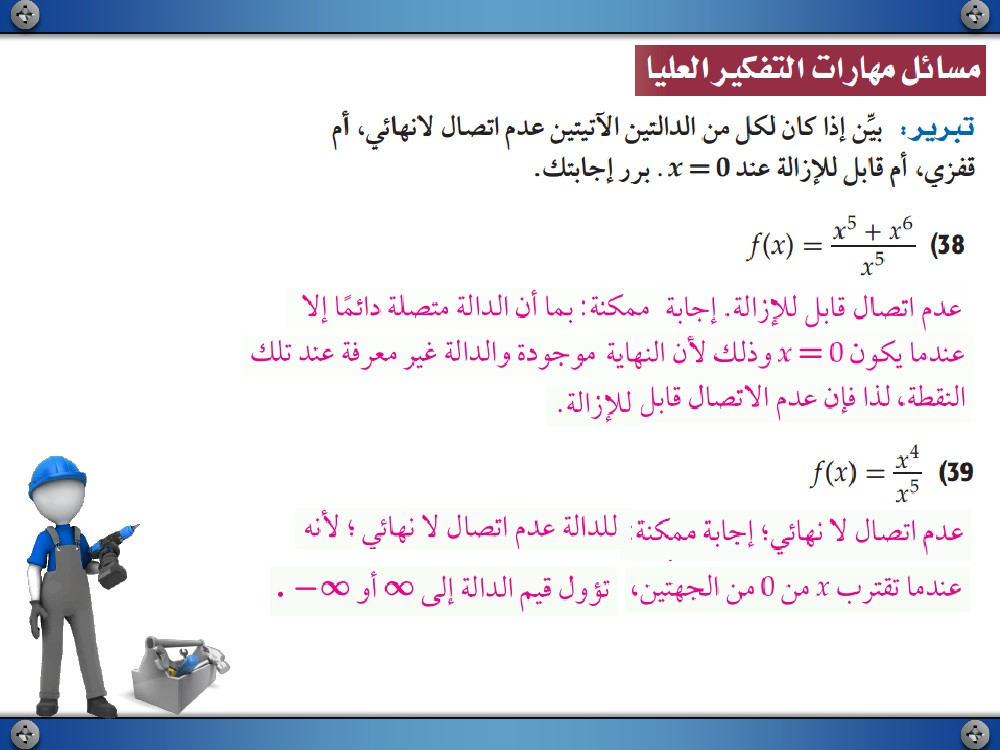 مسائل مهارات التفكير العليا
تبرير: بيِّن إذا كان لكل من الدالتين الآتيتين عدم اتصال لانهائي، أم
قفزي، أم قابل للإزالة عند x = 0 . برر إجابتك.
38) f(x) = \frac{x^5 + x^6}{x^5}
عدم اتصال قابل للإزالة. إجابة ممكنة: بما أن الدالة متصلة دائمًا إلا
عندما يكون x = 0 وذلك لأن النهاية موجودة والدالة غير معرفة عند تلك
النقطة، لذا فإن عدم الاتصال قابل للإزالة.
39) f(x) = \frac{x^4}{x^5}
عدم اتصال لا نهائي؛ إجابة ممكنة: للدالة عدم اتصال لا نهائي ؛ لأنه
عندما تقترب x من 0 من الجهتين، تؤول قيم الدالة إلى ∞ أو ∞− .